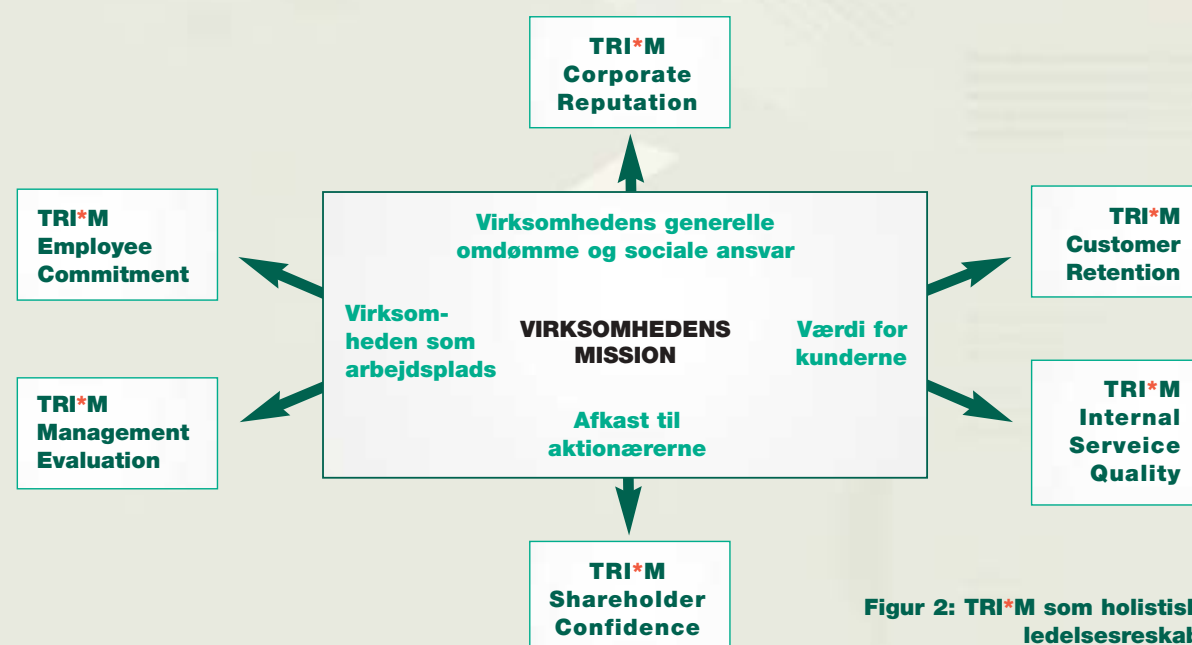 TRI*M
Corporate
Reputation
TRI*M
Employee
Commitment
Virksomhedens generelle
omdømme og sociale ansvar
TRI*M
Customer
Retention
Virksom-
heden som
arbejdsplads
VIRKSOMHEDENS
MISSION
Værdi for
kunderne
TRI*M
Management
Evaluation
Afkast til
aktionærerne
TRI*M
Internal
Serveice
Quality
TRI*M
Shareholder
Confidence
Figur 2: TRI*M som holistisk
ledelsesreskab